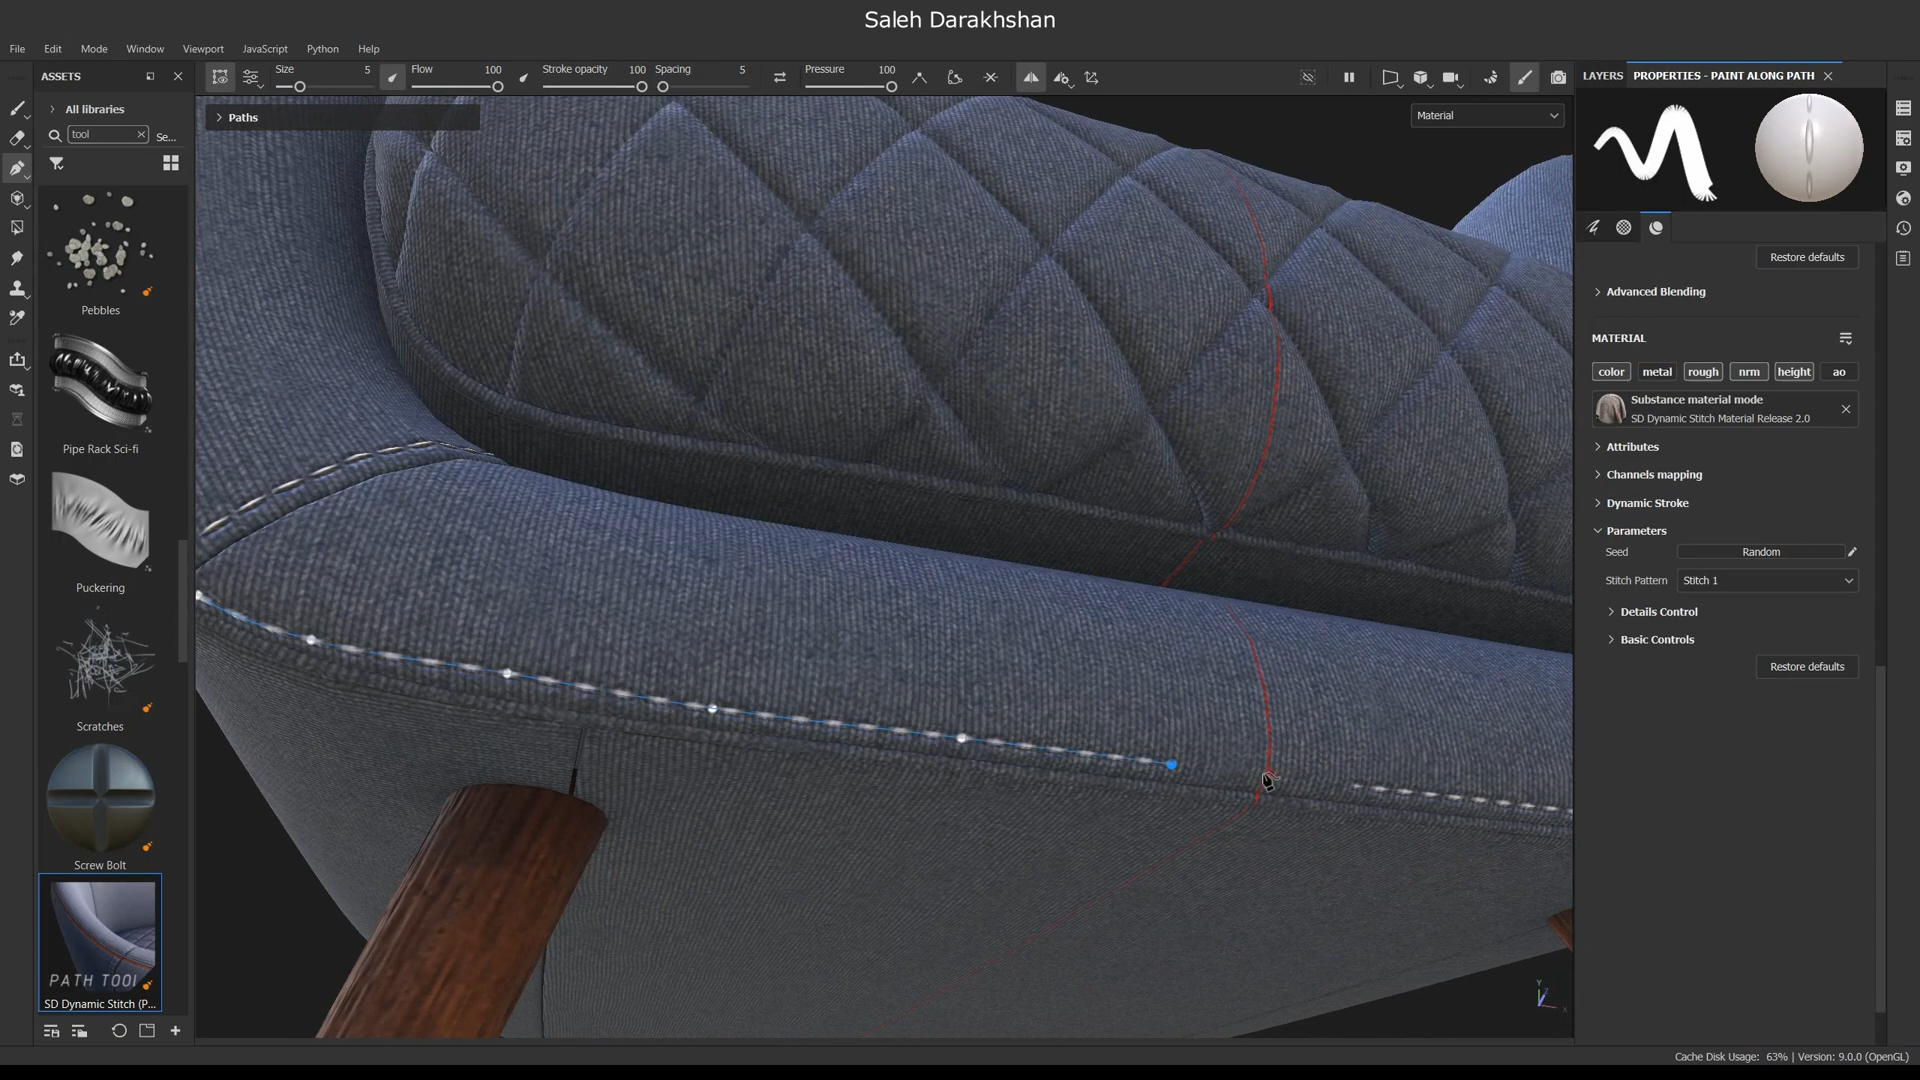 Saleh Darakhshan
File Edit Mode Window Viewport JavaScript Python Help
ASSETS
Size 5 Flow 100 Stroke opacity 100 Spacing 5 Pressure 100
LAYERS PROPERTIES - PAINT ALONG PATH
All libraries
tool Se...
Paths
Material
Pebbles
Pipe Rack Sci-fi
Puckering
Scratches
Screw Bolt
PATH TOOL
SD Dynamic Stitch (P...
Restore defaults
Advanced Blending
MATERIAL
color metal rough nrm height ao
Substance material mode
SD Dynamic Stitch Material Release 2.0
Attributes
Channels mapping
Dynamic Stroke
Parameters
Seed Random
Stitch Pattern Stitch 1
Details Control
Basic Controls
Restore defaults
Y
Z
X
Cache Disk Usage: 63% | Version: 9.0.0 (OpenGL)